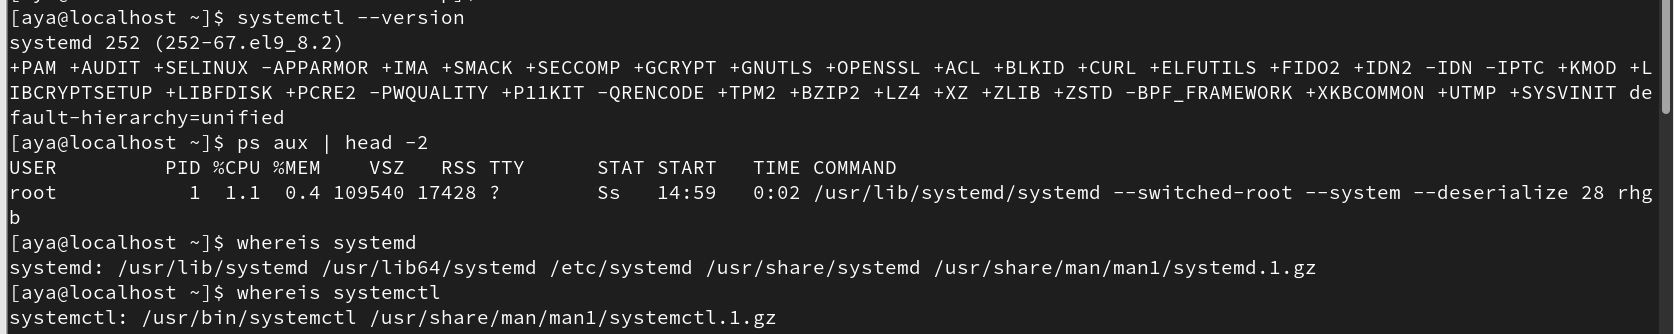 [aya@localhost ~]$ systemctl --version
systemd 252 (252-67.el9_8.2)
+PAM +AUDIT +SELINUX -APPARMOR +IMA +SMACK +SECCOMP +GCRYPT +GNUTLS +OPENSSL +ACL +BLKID +CURL +ELFUTILS +FIDO2 +IDN2 -IDN -IPTC +KMOD +L
IBCRYPTSETUP +LIBFDISK +PCRE2 -PWQUALITY +P11KIT -QRENCODE +TPM2 +BZIP2 +LZ4 +XZ +ZLIB +ZSTD -BPF_FRAMEWORK +XKBCOMMON +UTMP +SYSVINIT de
fault-hierarchy=unified
[aya@localhost ~]$ ps aux | head -2
USER         PID %CPU %MEM    VSZ   RSS TTY      STAT START   TIME COMMAND
root           1  1.1  0.4 109540 17428 ?        Ss   14:59   0:02 /usr/lib/systemd/systemd --switched-root --system --deserialize 28 rhg
b
[aya@localhost ~]$ whereis systemd
systemd: /usr/lib/systemd /usr/lib64/systemd /etc/systemd /usr/share/systemd /usr/share/man/man1/systemd.1.gz
[aya@localhost ~]$ whereis systemctl
systemctl: /usr/bin/systemctl /usr/share/man/man1/systemctl.1.gz